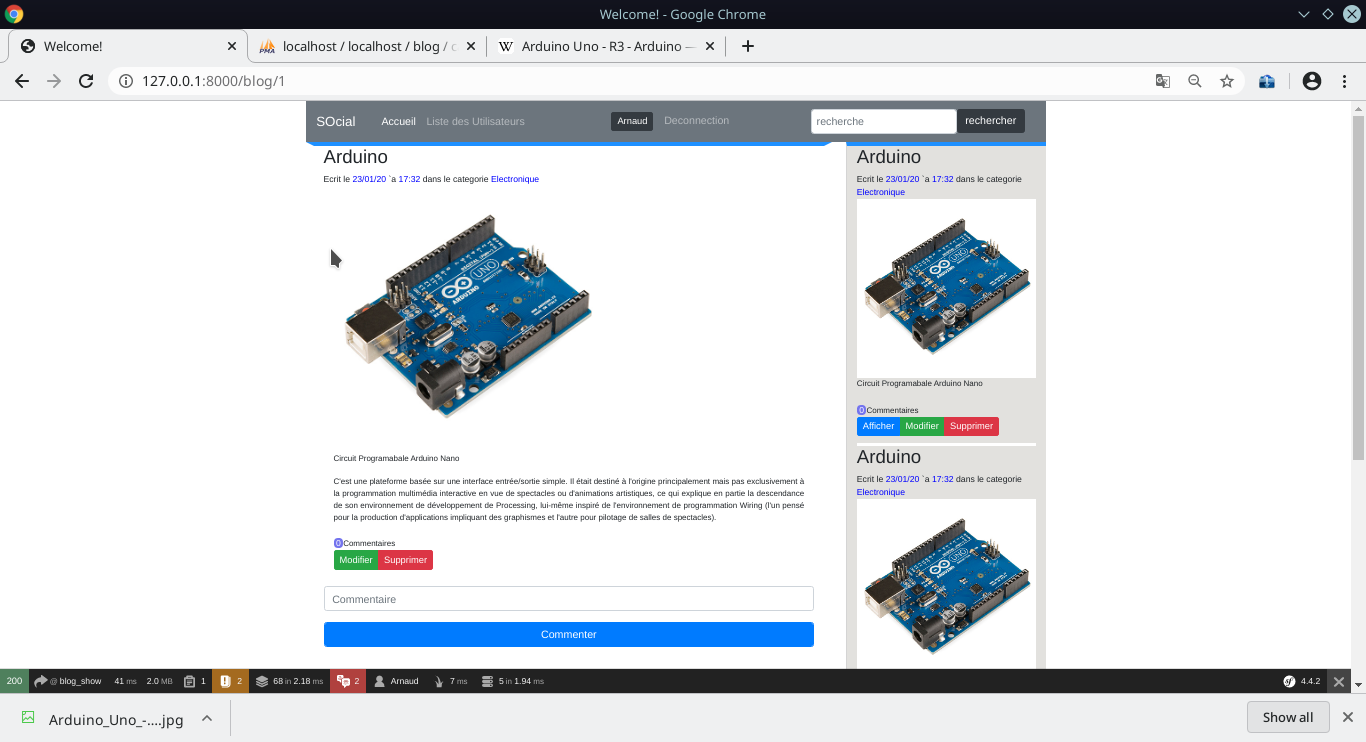 Welcome! - Google Chrome
Welcome!
PMA localhost / localhost / blog / c
W Arduino Uno - R3 - Arduino —
127.0.0.1:8000/blog/1
SOcial Accueil Liste des Utilisateurs Arnaud Deconnection recherche rechercher
Arduino
Ecrit le 23/01/20 `a 17:32 dans le categorie Electronique
UNO
ARDUINO
Circuit Programabale Arduino Nano
C'est une plateforme basée sur une interface entrée/sortie simple. Il était destiné à l'origine principalement mais pas exclusivement à
la programmation multimédia interactive en vue de spectacles ou d'animations artistiques, ce qui explique en partie la descendance
de son environnement de développement de Processing, lui-même inspiré de l'environnement de programmation Wiring (l'un pensé
pour la production d'applications impliquant des graphismes et l'autre pour pilotage de salles de spectacles).
0Commentaires
Modifier Supprimer
Commentaire
Commenter
Arduino
Ecrit le 23/01/20 `a 17:32 dans le categorie
Electronique
UNO
ARDUINO
Circuit Programabale Arduino Nano
0Commentaires
Afficher Modifier Supprimer
Arduino
Ecrit le 23/01/20 `a 17:32 dans le categorie
Electronique
UNO
ARDUINO
200 @ blog_show 41 ms 2.0 MB 1 2 68 in 2.18 ms 2 Arnaud 7 ms 5 in 1.94 ms sf 4.4.2
Arduino_Uno_-....jpg Show all